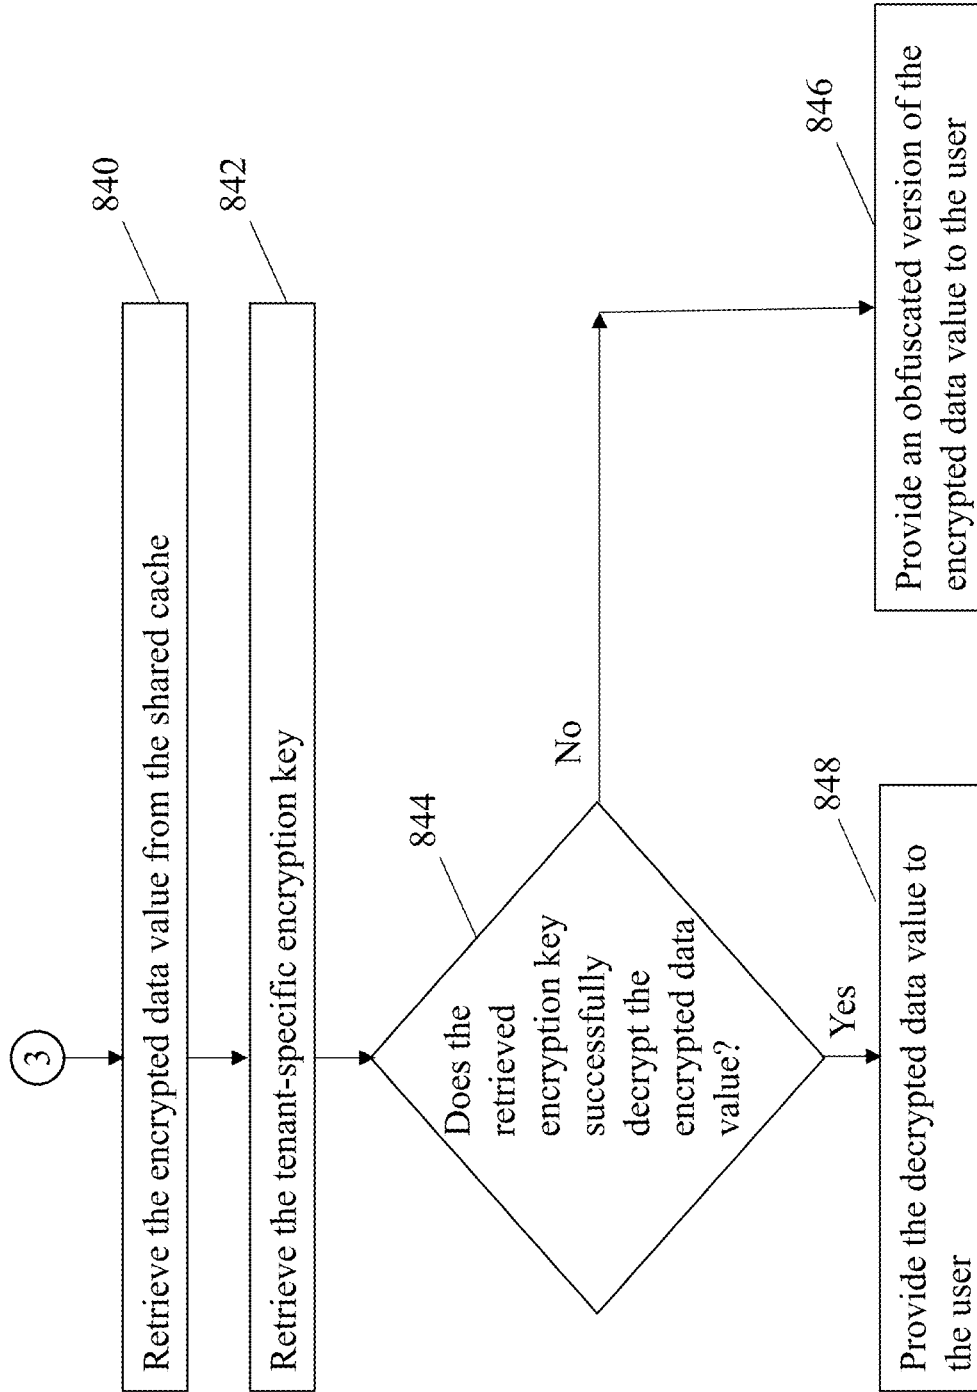 3
840
Retrieve the encrypted data value from the shared cache
842
Retrieve the tenant-specific encryption key
844
Does the
retrieved
encryption key
successfully
decrypt the
encrypted data
value?
No
Yes
846
Provide an obfuscated version of the
encrypted data value to the user
848
Provide the decrypted data value to
the user